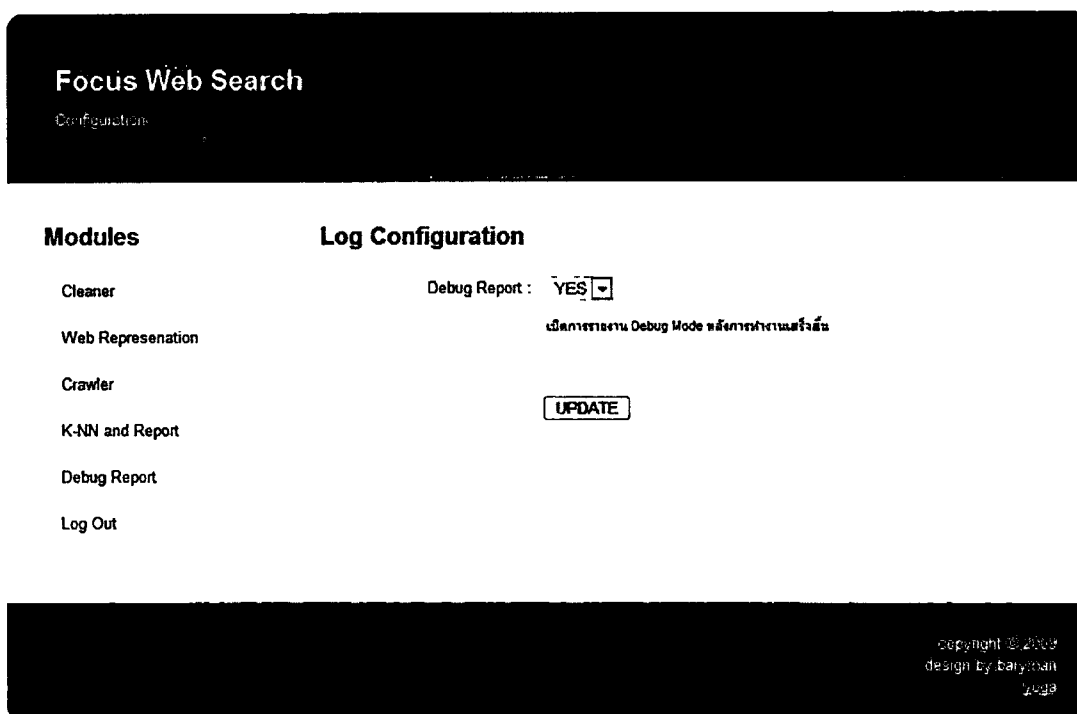 Focus Web Search
Configuration
Modules
Cleaner
Web Represenation
Crawler
K-NN and Report
Debug Report
Log Out
Log Configuration
Debug Report : YES
เปิดการรายงาน Debug Mode หลังการทำงานเสร็จสิ้น
UPDATE
copyright © 2009
design by